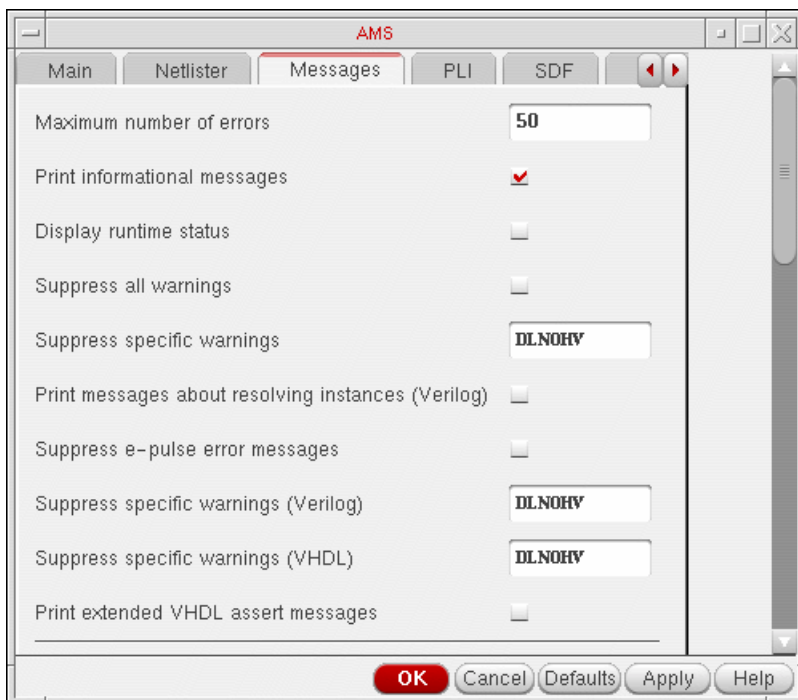 AMS
Main Netlister Messages PLI SDF
Maximum number of errors 50
Print informational messages
Display runtime status
Suppress all warnings
Suppress specific warnings DLNOHV
Print messages about resolving instances (Verilog)
Suppress e-pulse error messages
Suppress specific warnings (Verilog) DLNOHV
Suppress specific warnings (VHDL) DLNOHV
Print extended VHDL assert messages
OK Cancel Defaults Apply Help